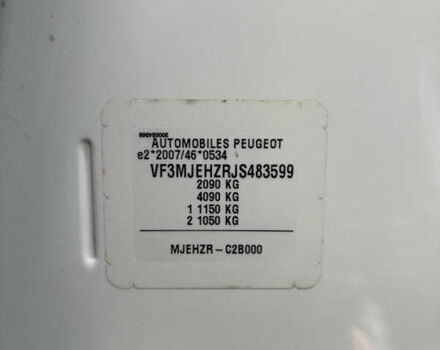 AUTOMOBILES PEUGEOT
e2*2007/46*0534
VF3MJEHZRJS483599
2090 KG
4090 KG
1 1150 KG
2 1050 KG
MJEHZR-C2B000